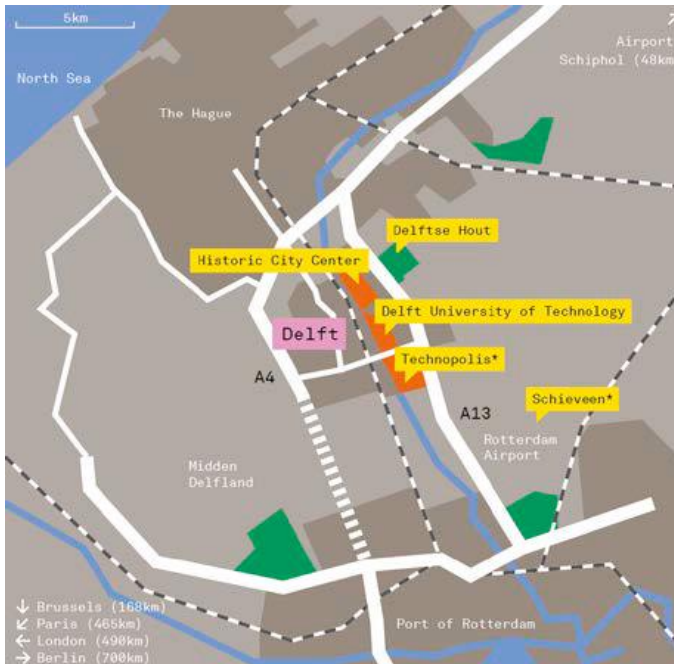 5km
Airport
Schiphol (48km)
North Sea
The Hague
Delftse Hout
Historic City Center
Delft University of Technology
Delft
Technopolis*
A4
Schieveen*
A13
Rotterdam
Airport
Midden
Delfland
↓ Brussels (168km)
↙ Paris (465km)
← London (490km)
→ Berlin (700km)
Port of Rotterdam